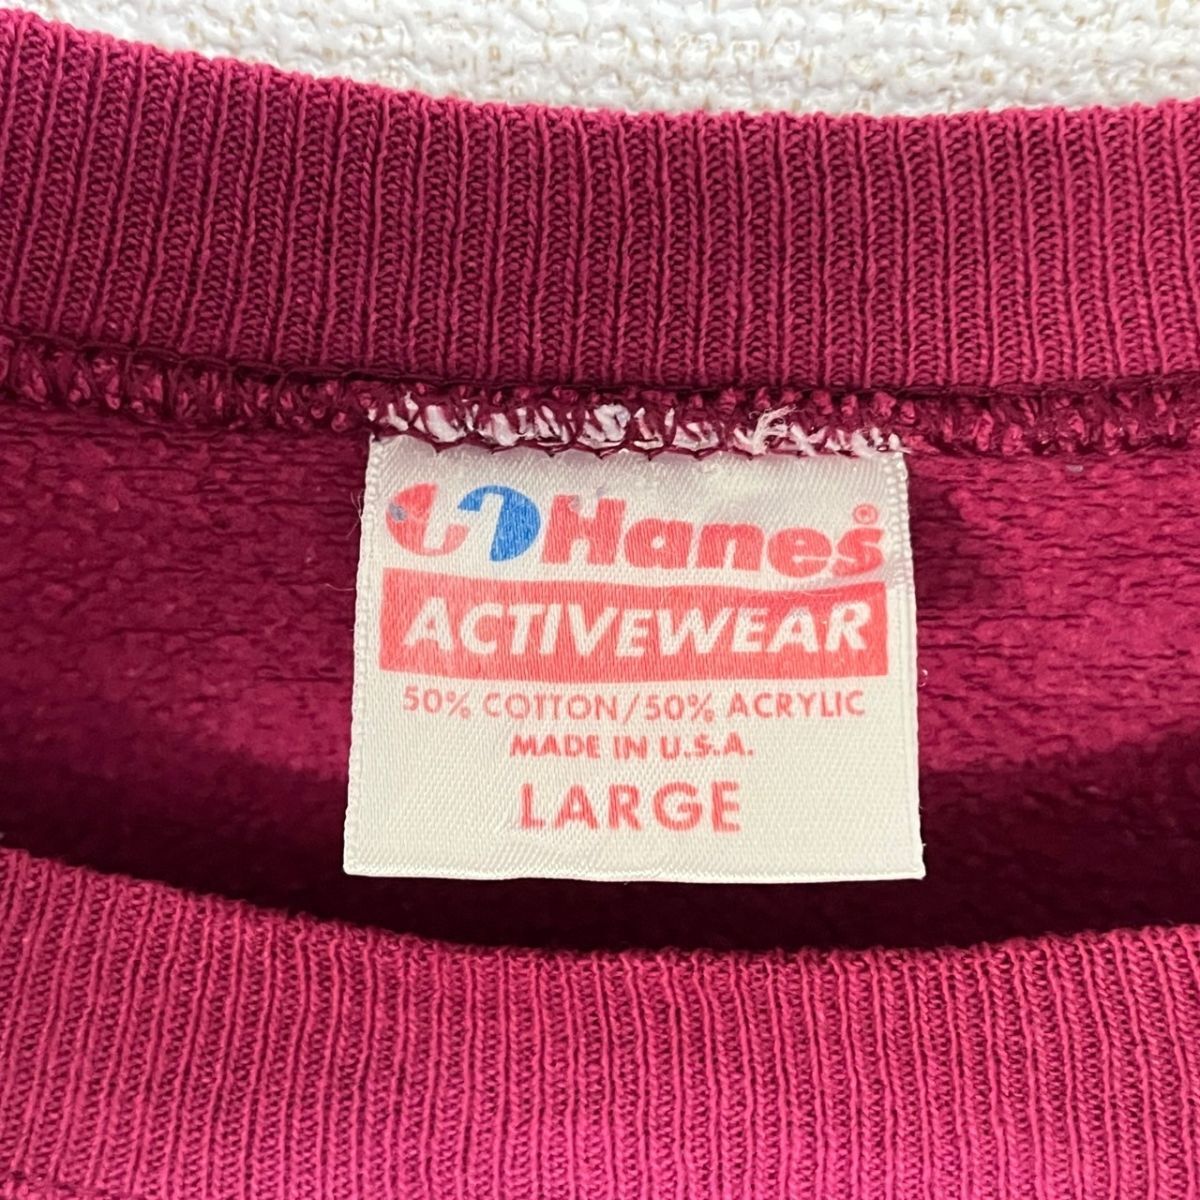 Hanes®
ACTIVEWEAR
50% COTTON/50% ACRYLIC
MADE IN U.S.A.
LARGE